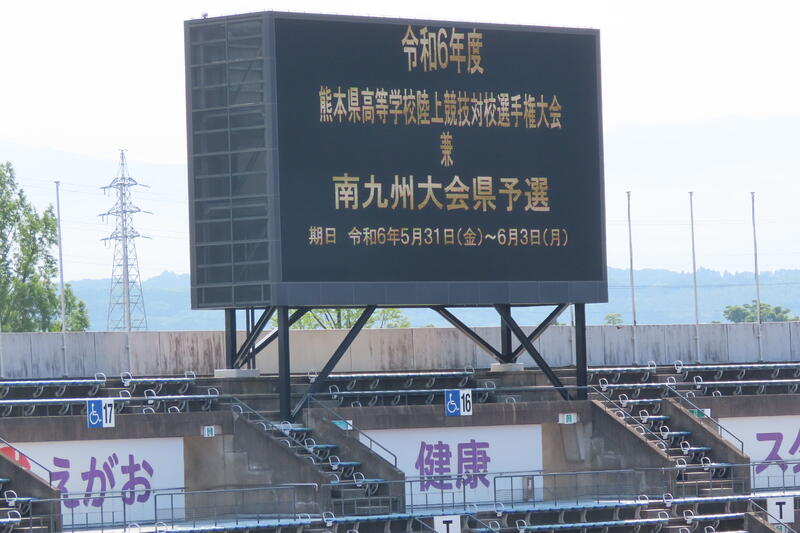 令和6年度
熊本県高等学校陸上競技対校選手権大会
兼
南九州大会県予選
期日 令和6年5月31日(金)～6月3日(月)
17
16
えがお
健康
スタ
T
T